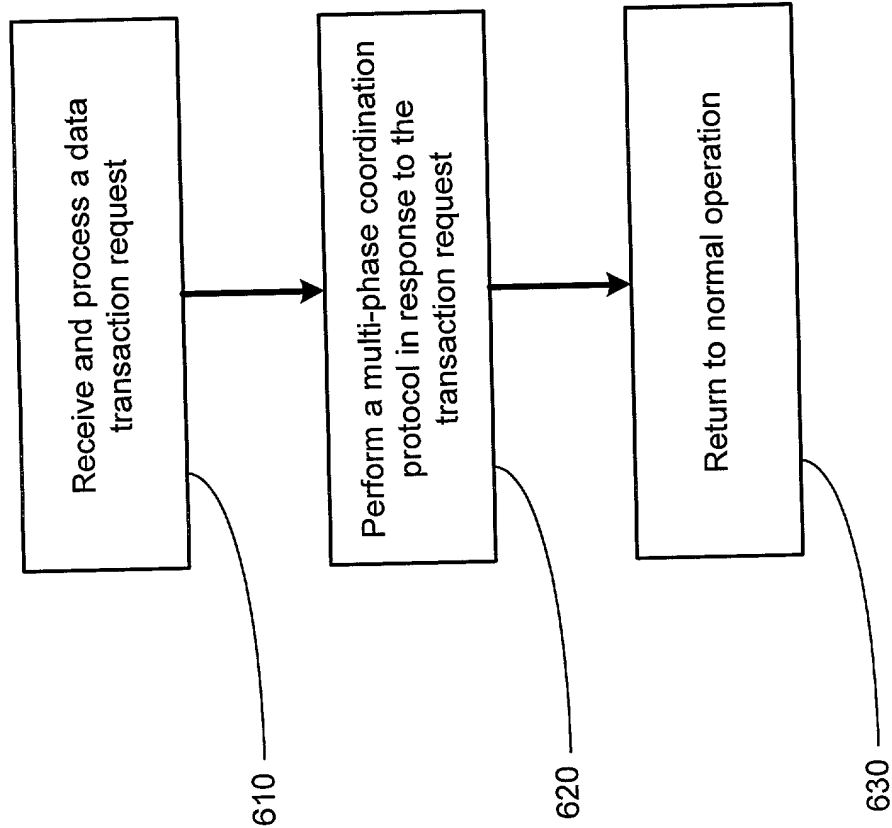 Receive and process a data
transaction request
610
Perform a multi-phase coordination
protocol in response to the
transaction request
620
Return to normal operation
630